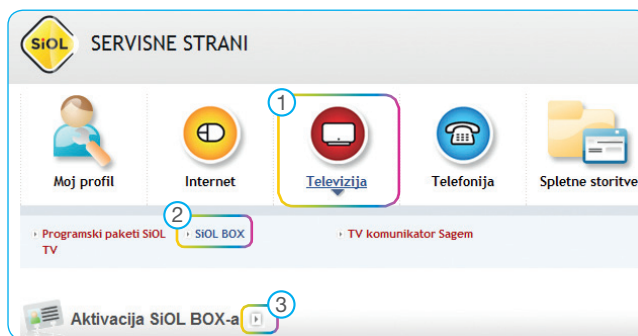 SiOL
SERVISNE STRANI
1
Moj profil
Internet
Televizija
Telefonija
Spletne storitve
2
Programski paketi SiOL
TV
SiOL BOX
TV komunikator Sagem
Aktivacija SiOL BOX-a
3